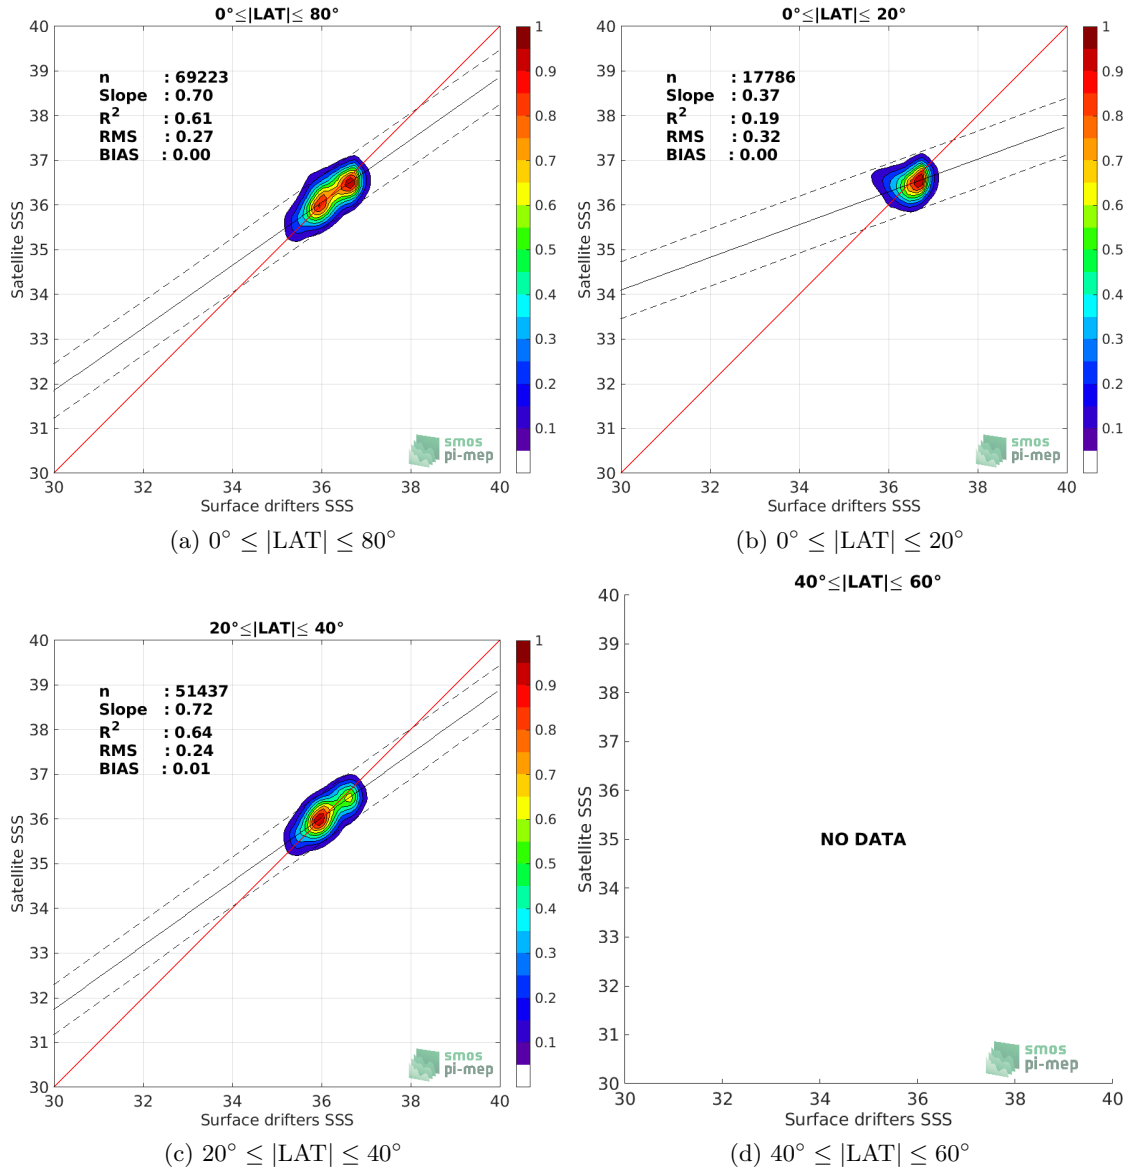 0°≤|LAT|≤ 80°
40
39
38
37
36
35
34
33
32
31
30
Satellite SSS
n : 69223
Slope : 0.70
R2 : 0.61
RMS : 0.27
BIAS : 0.00
smos
pi-mep
30 32 34 36 38 40
Surface drifters SSS
1
0.9
0.8
0.7
0.6
0.5
0.4
0.3
0.2
0.1
(a) 0° ≤ |LAT| ≤ 80°
0°≤|LAT|≤ 20°
40
39
38
37
36
35
34
33
32
31
30
Satellite SSS
n : 17786
Slope : 0.37
R2 : 0.19
RMS : 0.32
BIAS : 0.00
smos
pi-mep
30 32 34 36 38 40
Surface drifters SSS
1
0.9
0.8
0.7
0.6
0.5
0.4
0.3
0.2
0.1
(b) 0° ≤ |LAT| ≤ 20°
20°≤|LAT|≤ 40°
40
39
38
37
36
35
34
33
32
31
30
Satellite SSS
n : 51437
Slope : 0.72
R2 : 0.64
RMS : 0.24
BIAS : 0.01
smos
pi-mep
30 32 34 36 38 40
Surface drifters SSS
1
0.9
0.8
0.7
0.6
0.5
0.4
0.3
0.2
0.1
(c) 20° ≤ |LAT| ≤ 40°
40°≤|LAT|≤ 60°
40
39
38
37
36
35
34
33
32
31
30
Satellite SSS
NO DATA
smos
pi-mep
30 32 34 36 38 40
Surface drifters SSS
(d) 40° ≤ |LAT| ≤ 60°